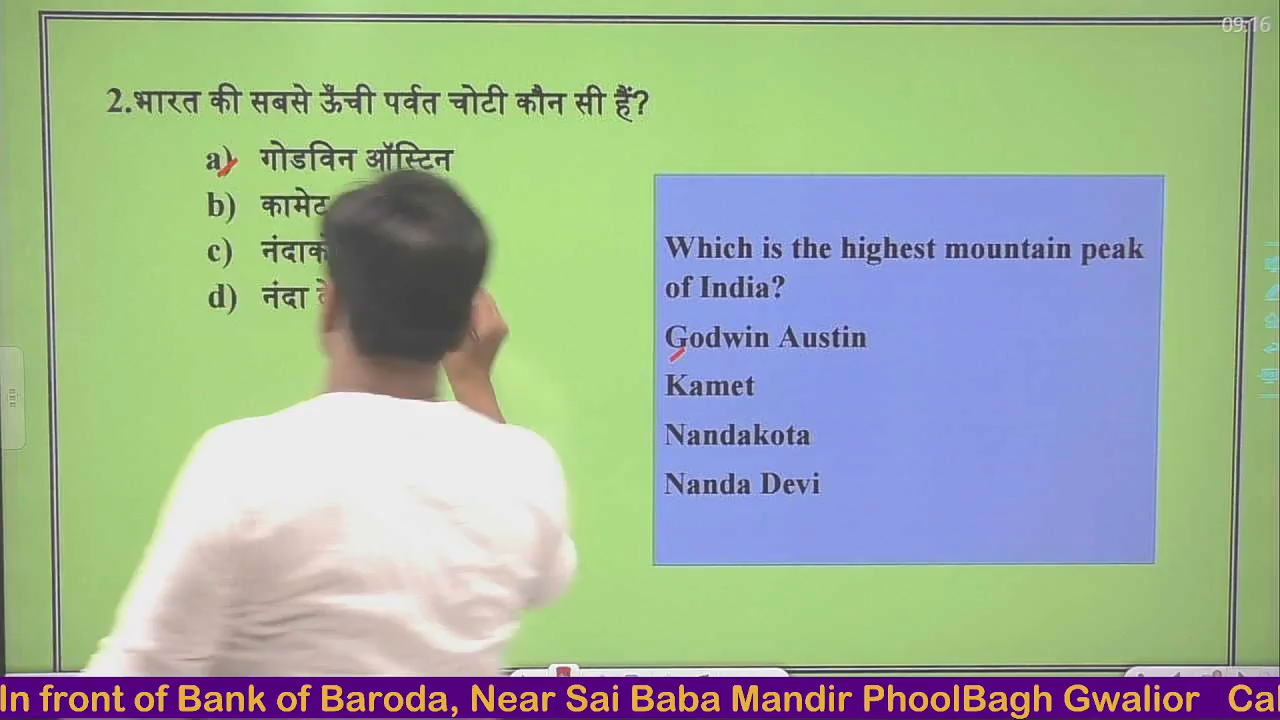 09:16
2.भारत की सबसे ऊँची पर्वत चोटी कौन सी हैं?
a) गोडविन ऑस्टिन
b) कामेट
c)
d) नंदा
Which is the highest mountain peak
of India?
Godwin Austin
Kamet
Nandakota
Nanda Devi
In front of Bank of Baroda, Near Sai Baba Mandir PhoolBagh Gwalior